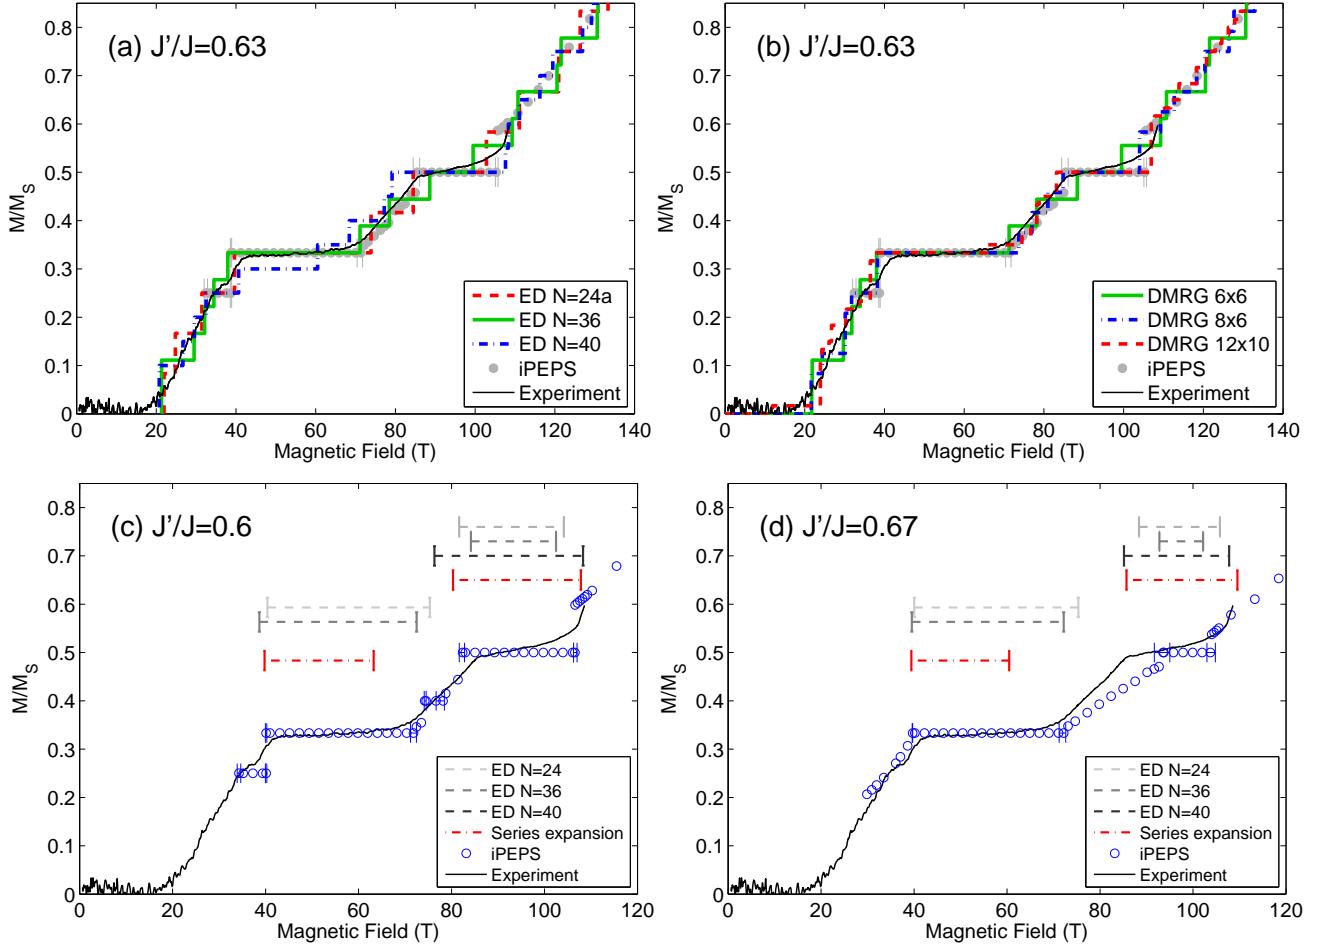 (a) J'/J=0.63
M/M_S
0.8
0.7
0.6
0.5
0.4
0.3
0.2
0.1
0
0 20 40 60 80 100 120 140
Magnetic Field (T)
ED N=24a
ED N=36
ED N=40
iPEPS
Experiment
(b) J'/J=0.63
M/M_S
0.8
0.7
0.6
0.5
0.4
0.3
0.2
0.1
0
0 20 40 60 80 100 120 140
Magnetic Field (T)
DMRG 6x6
DMRG 8x6
DMRG 12x10
iPEPS
Experiment
(c) J'/J=0.6
M/M_S
0.8
0.7
0.6
0.5
0.4
0.3
0.2
0.1
0
0 20 40 60 80 100 120
Magnetic Field (T)
ED N=24
ED N=36
ED N=40
Series expansion
iPEPS
Experiment
(d) J'/J=0.67
M/M_S
0.8
0.7
0.6
0.5
0.4
0.3
0.2
0.1
0
0 20 40 60 80 100 120
Magnetic Field (T)
ED N=24
ED N=36
ED N=40
Series expansion
iPEPS
Experiment